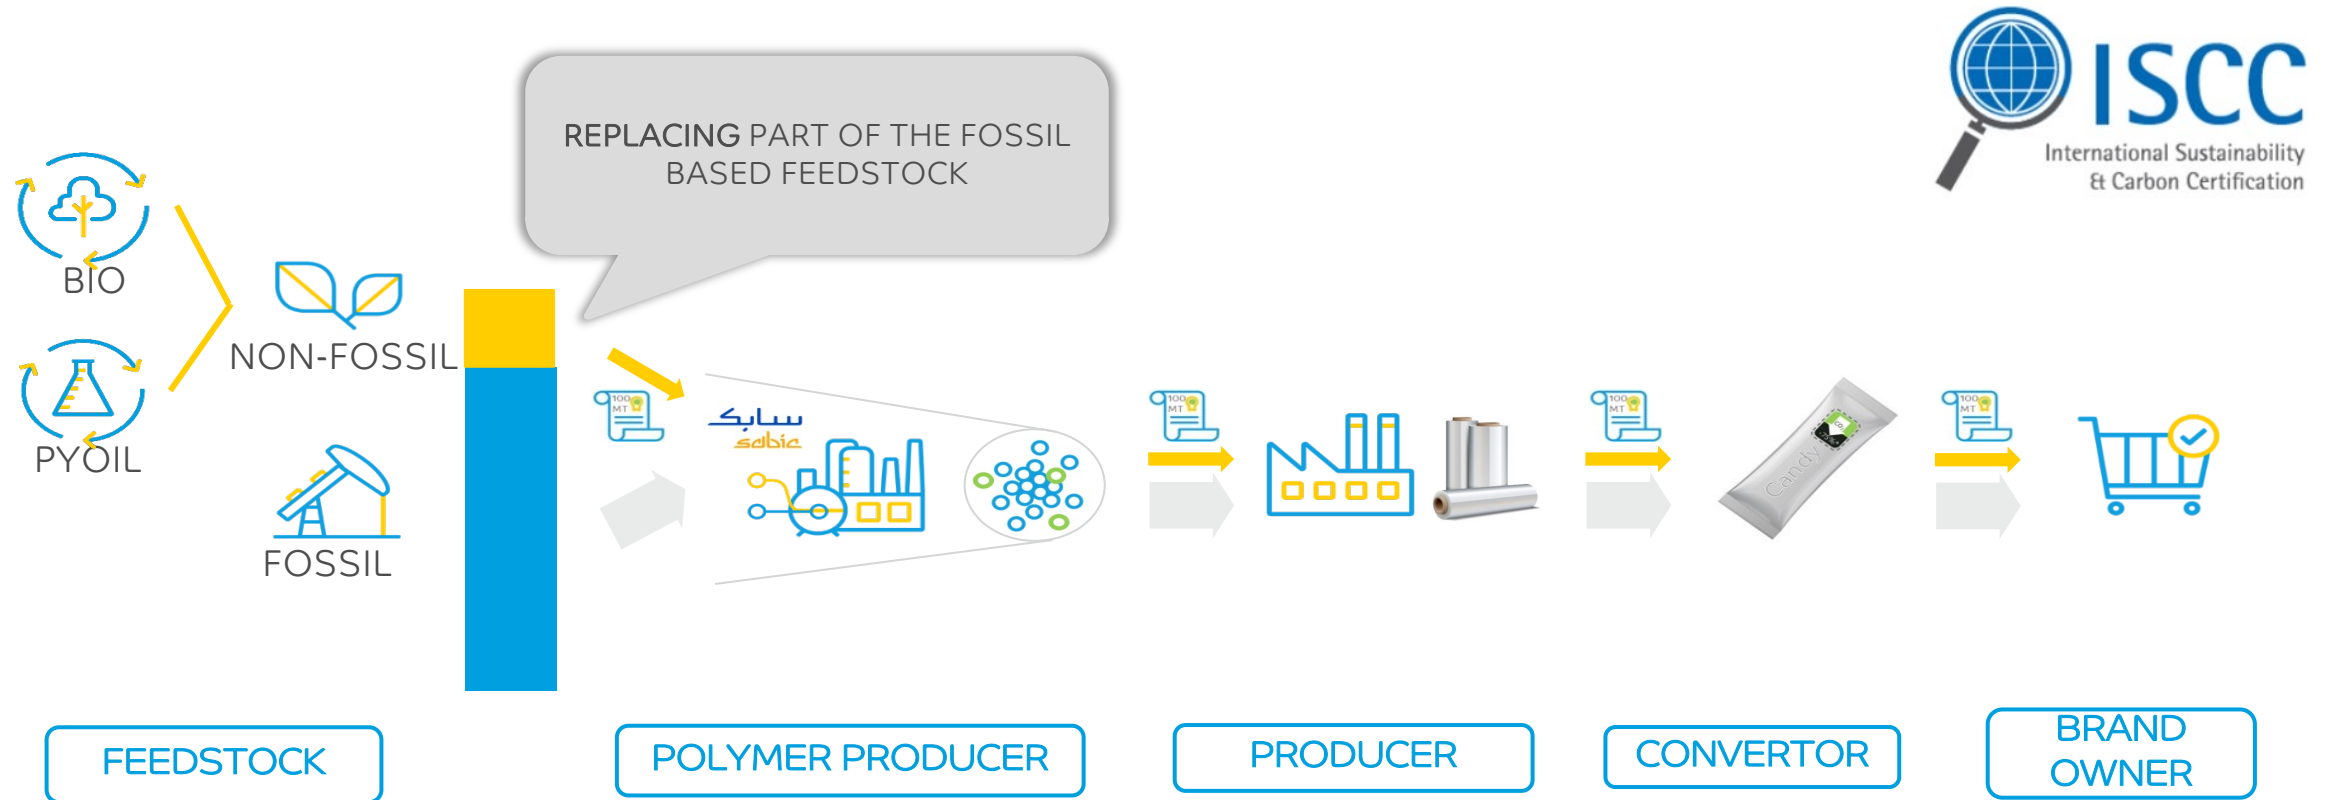 ISCC
International Sustainability
& Carbon Certification
REPLACING PART OF THE FOSSIL
BASED FEEDSTOCK
BIO
NON-FOSSIL
PYOIL
FOSSIL
100
MT
سابك
sabic
100
MT
100
MT
Candy
CO₂
100
MT
FEEDSTOCK
POLYMER PRODUCER
PRODUCER
CONVERTOR
BRAND
OWNER